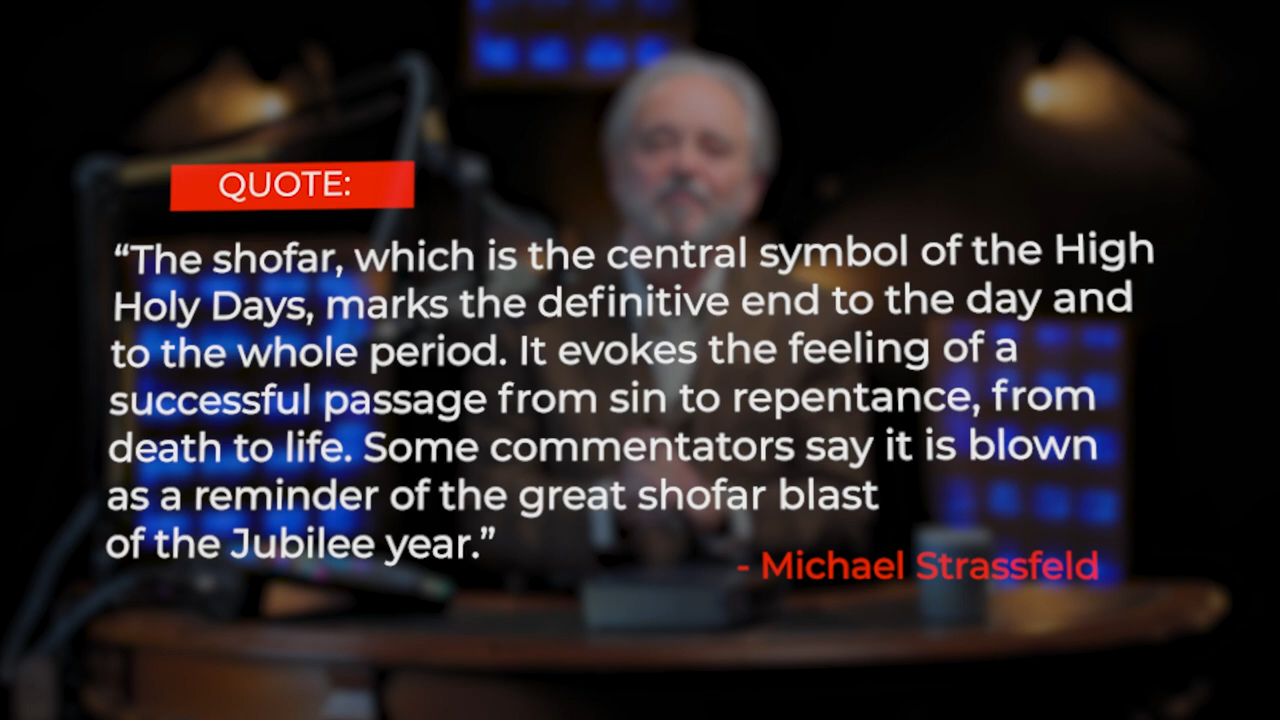 QUOTE:
“The shofar, which is the central symbol of the High
Holy Days, marks the definitive end to the day and
to the whole period. It evokes the feeling of a
successful passage from sin to repentance, from
death to life. Some commentators say it is blown
as a reminder of the great shofar blast
of the Jubilee year.”
- Michael Strassfeld